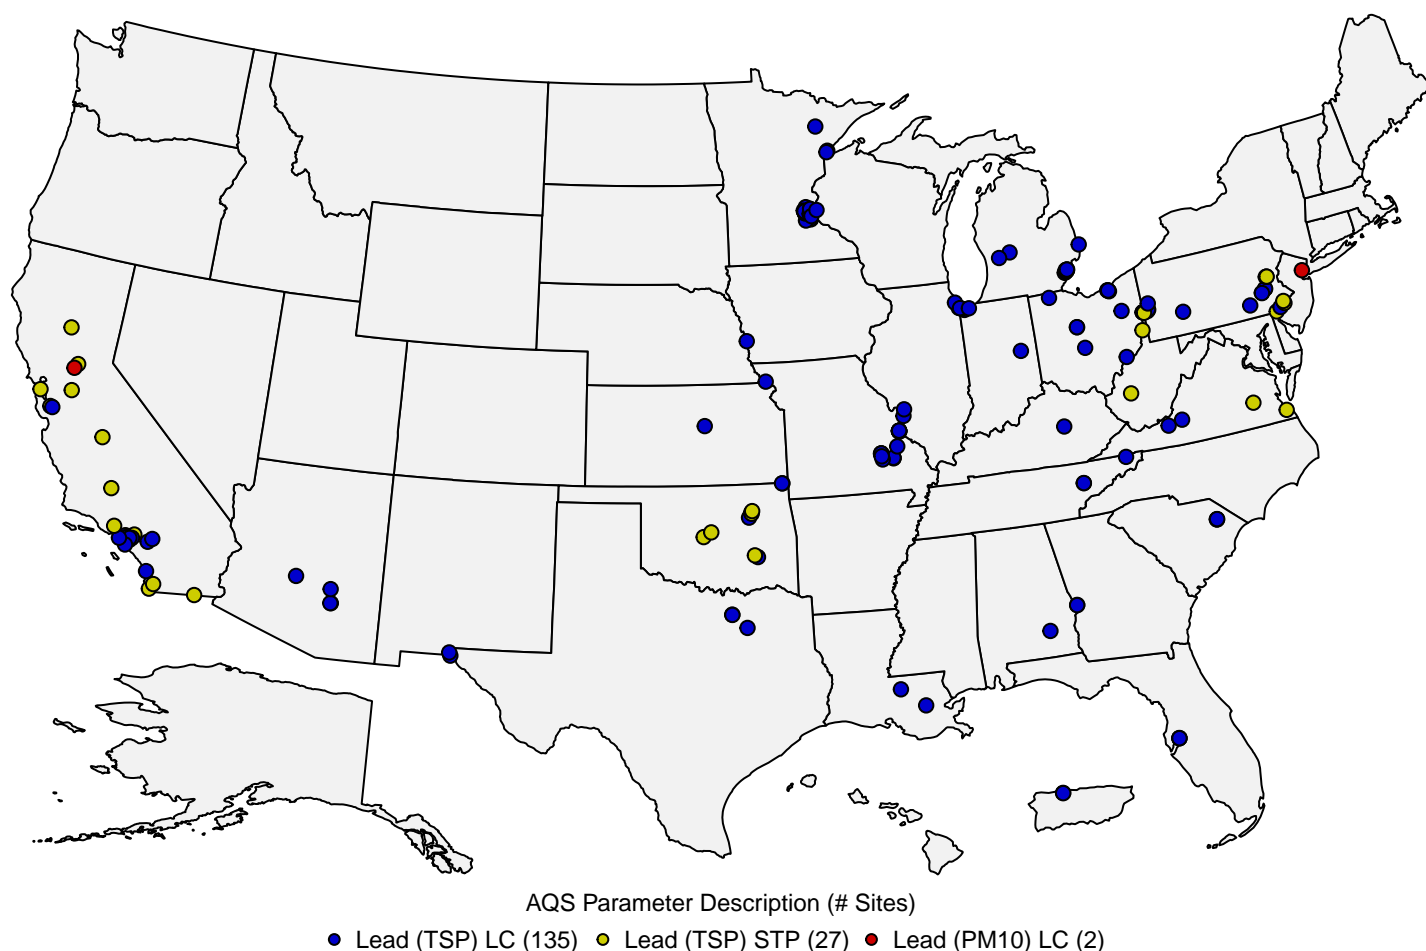 AQS Parameter Description (# Sites)
Lead (TSP) LC (135) Lead (TSP) STP (27) Lead (PM10) LC (2)